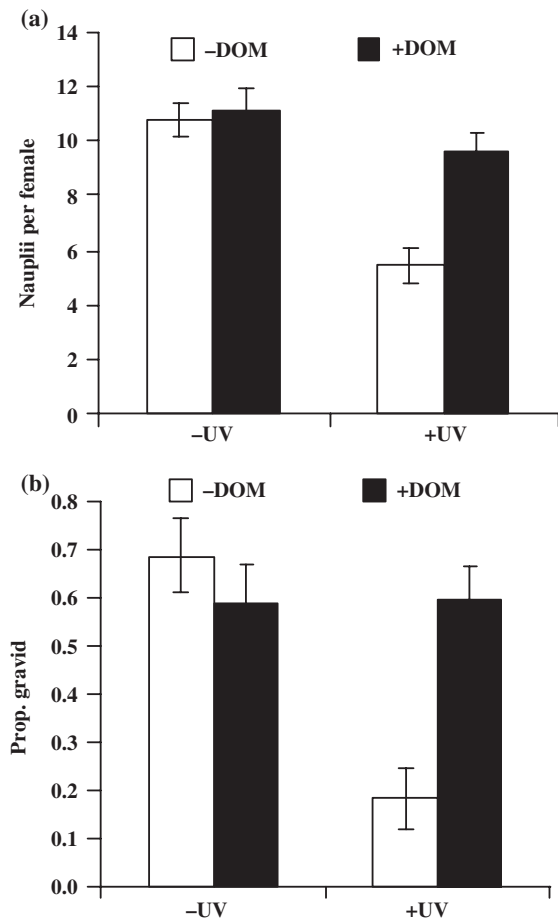 (a)
14
–DOM +DOM
12
10
8
6
4
2
0
Nauplii per female
–UV +UV
(b)
–DOM +DOM
0.8
0.7
0.6
0.5
0.4
0.3
0.2
0.1
0.0
Prop. gravid
–UV +UV